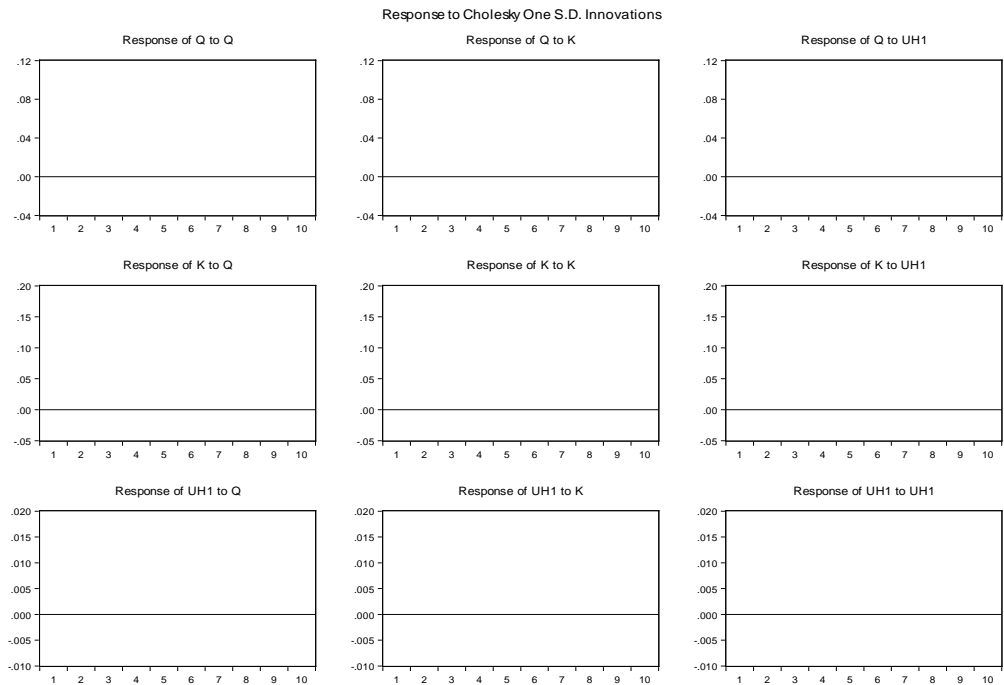 Response to Cholesky One S.D. Innovations
Response of Q to Q
.12
.08
.04
.00
-.04
1 2 3 4 5 6 7 8 9 10
Response of Q to K
.12
.08
.04
.00
-.04
1 2 3 4 5 6 7 8 9 10
Response of Q to UH1
.12
.08
.04
.00
-.04
1 2 3 4 5 6 7 8 9 10
Response of K to Q
.20
.15
.10
.05
.00
-.05
1 2 3 4 5 6 7 8 9 10
Response of K to K
.20
.15
.10
.05
.00
-.05
1 2 3 4 5 6 7 8 9 10
Response of K to UH1
.20
.15
.10
.05
.00
-.05
1 2 3 4 5 6 7 8 9 10
Response of UH1 to Q
.020
.015
.010
.005
.000
-.005
-.010
1 2 3 4 5 6 7 8 9 10
Response of UH1 to K
.020
.015
.010
.005
.000
-.005
-.010
1 2 3 4 5 6 7 8 9 10
Response of UH1 to UH1
.020
.015
.010
.005
.000
-.005
-.010
1 2 3 4 5 6 7 8 9 10